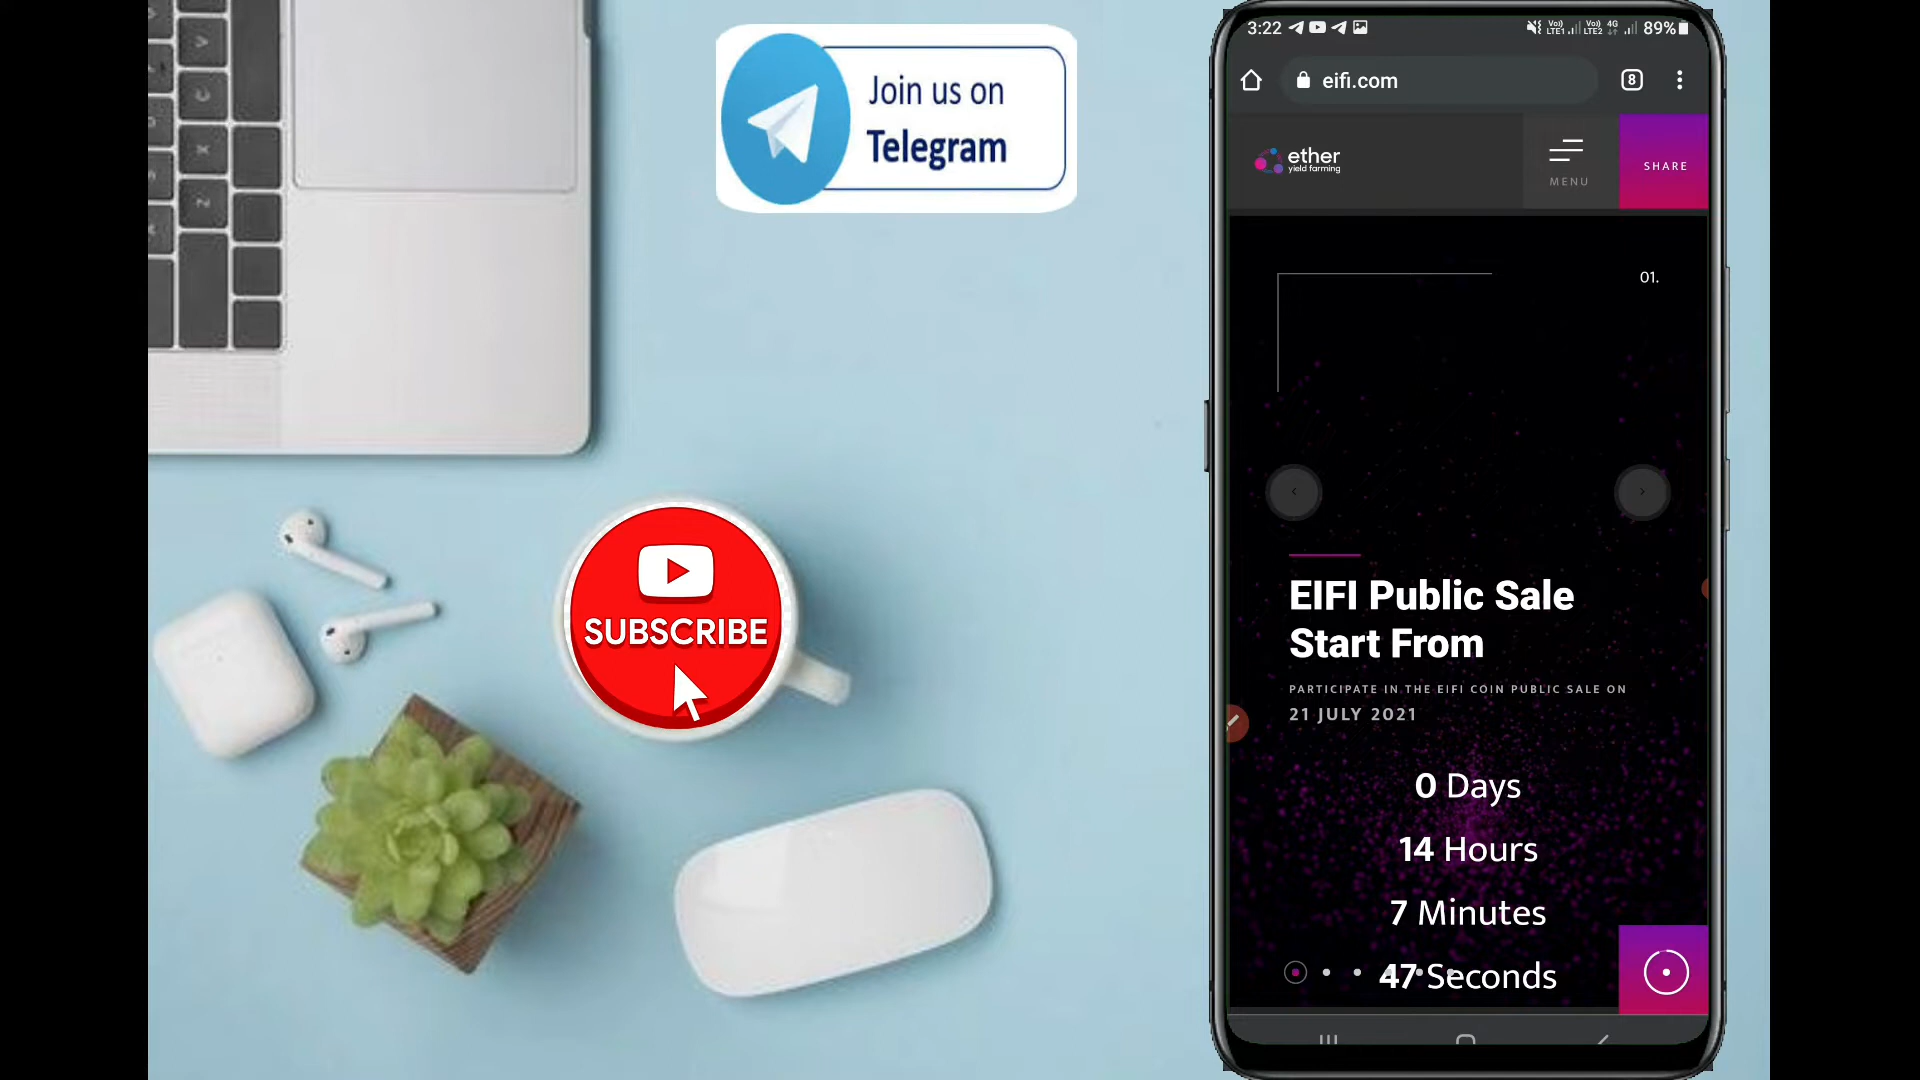 Join us on
Telegram
SUBSCRIBE
3:22
89%
eifi.com
8
ether
yield farming
MENU
SHARE
01.
EIFI Public Sale
Start From
PARTICIPATE IN THE EIFI COIN PUBLIC SALE ON
21 JULY 2021
0 Days
14 Hours
7 Minutes
47 Seconds